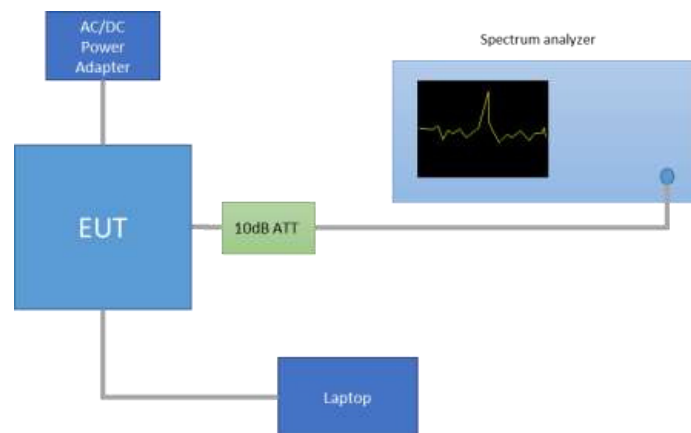 AC/DC
Power
Adapter
Spectrum analyzer
EUT
10dB ATT
Laptop